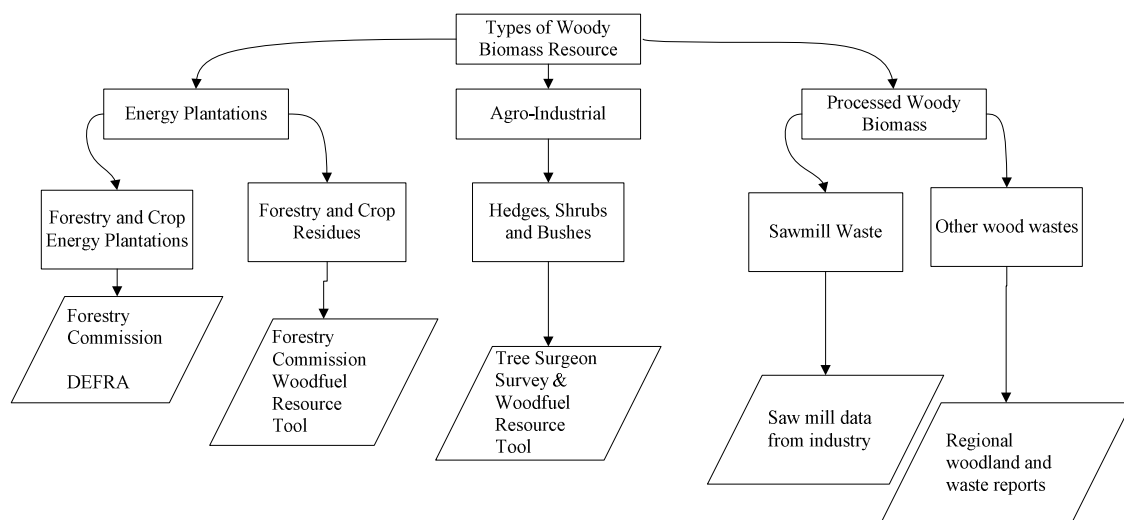 Types of Woody
Biomass Resource
Energy Plantations
Agro-Industrial
Processed Woody
Biomass
Forestry and Crop
Energy Plantations
Forestry and Crop
Residues
Hedges, Shrubs
and Bushes
Sawmill Waste
Other wood wastes
Forestry
Commission
DEFRA
Forestry
Commission
Woodfuel
Resource
Tool
Tree Surgeon
Survey &
Woodfuel
Resource
Tool
Saw mill data
from industry
Regional
woodland and
waste reports